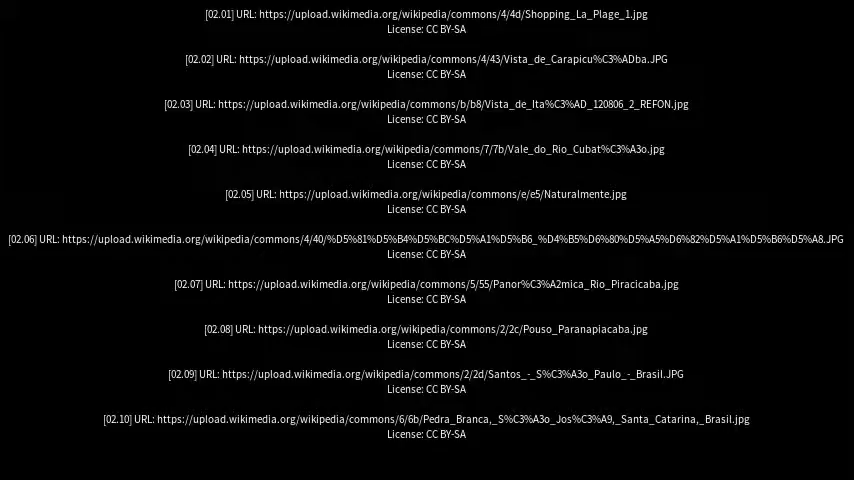 [02.01] URL: https://upload.wikimedia.org/wikipedia/commons/4/4d/Shopping_La_Plage_1.jpg
License: CC BY-SA
[02.02] URL: https://upload.wikimedia.org/wikipedia/commons/4/43/Vista_de_Carapicu%C3%ADba.JPG
License: CC BY-SA
[02.03] URL: https://upload.wikimedia.org/wikipedia/commons/b/b8/Vista_de_Ita%C3%AD_120806_2_REFON.jpg
License: CC BY-SA
[02.04] URL: https://upload.wikimedia.org/wikipedia/commons/7/7b/Vale_do_Rio_Cubat%C3%A3o.jpg
License: CC BY-SA
[02.05] URL: https://upload.wikimedia.org/wikipedia/commons/e/e5/Naturalmente.jpg
License: CC BY-SA
[02.06] URL: https://upload.wikimedia.org/wikipedia/commons/4/40/%D5%81%D5%B4%D5%BC%D5%A1%D5%B6_%D4%B5%D6%80%D5%A5%D6%82%D5%A1%D5%B6%D5%A8.JPG
License: CC BY-SA
[02.07] URL: https://upload.wikimedia.org/wikipedia/commons/5/55/Panor%C3%A2mica_Rio_Piracicaba.jpg
License: CC BY-SA
[02.08] URL: https://upload.wikimedia.org/wikipedia/commons/2/2c/Pouso_Paranapiacaba.jpg
License: CC BY-SA
[02.09] URL: https://upload.wikimedia.org/wikipedia/commons/2/2d/Santos_-_S%C3%A3o_Paulo_-_Brasil.JPG
License: CC BY-SA
[02.10] URL: https://upload.wikimedia.org/wikipedia/commons/6/6b/Pedra_Branca,_S%C3%A3o_Jos%C3%A9,_Santa_Catarina,_Brasil.jpg
License: CC BY-SA